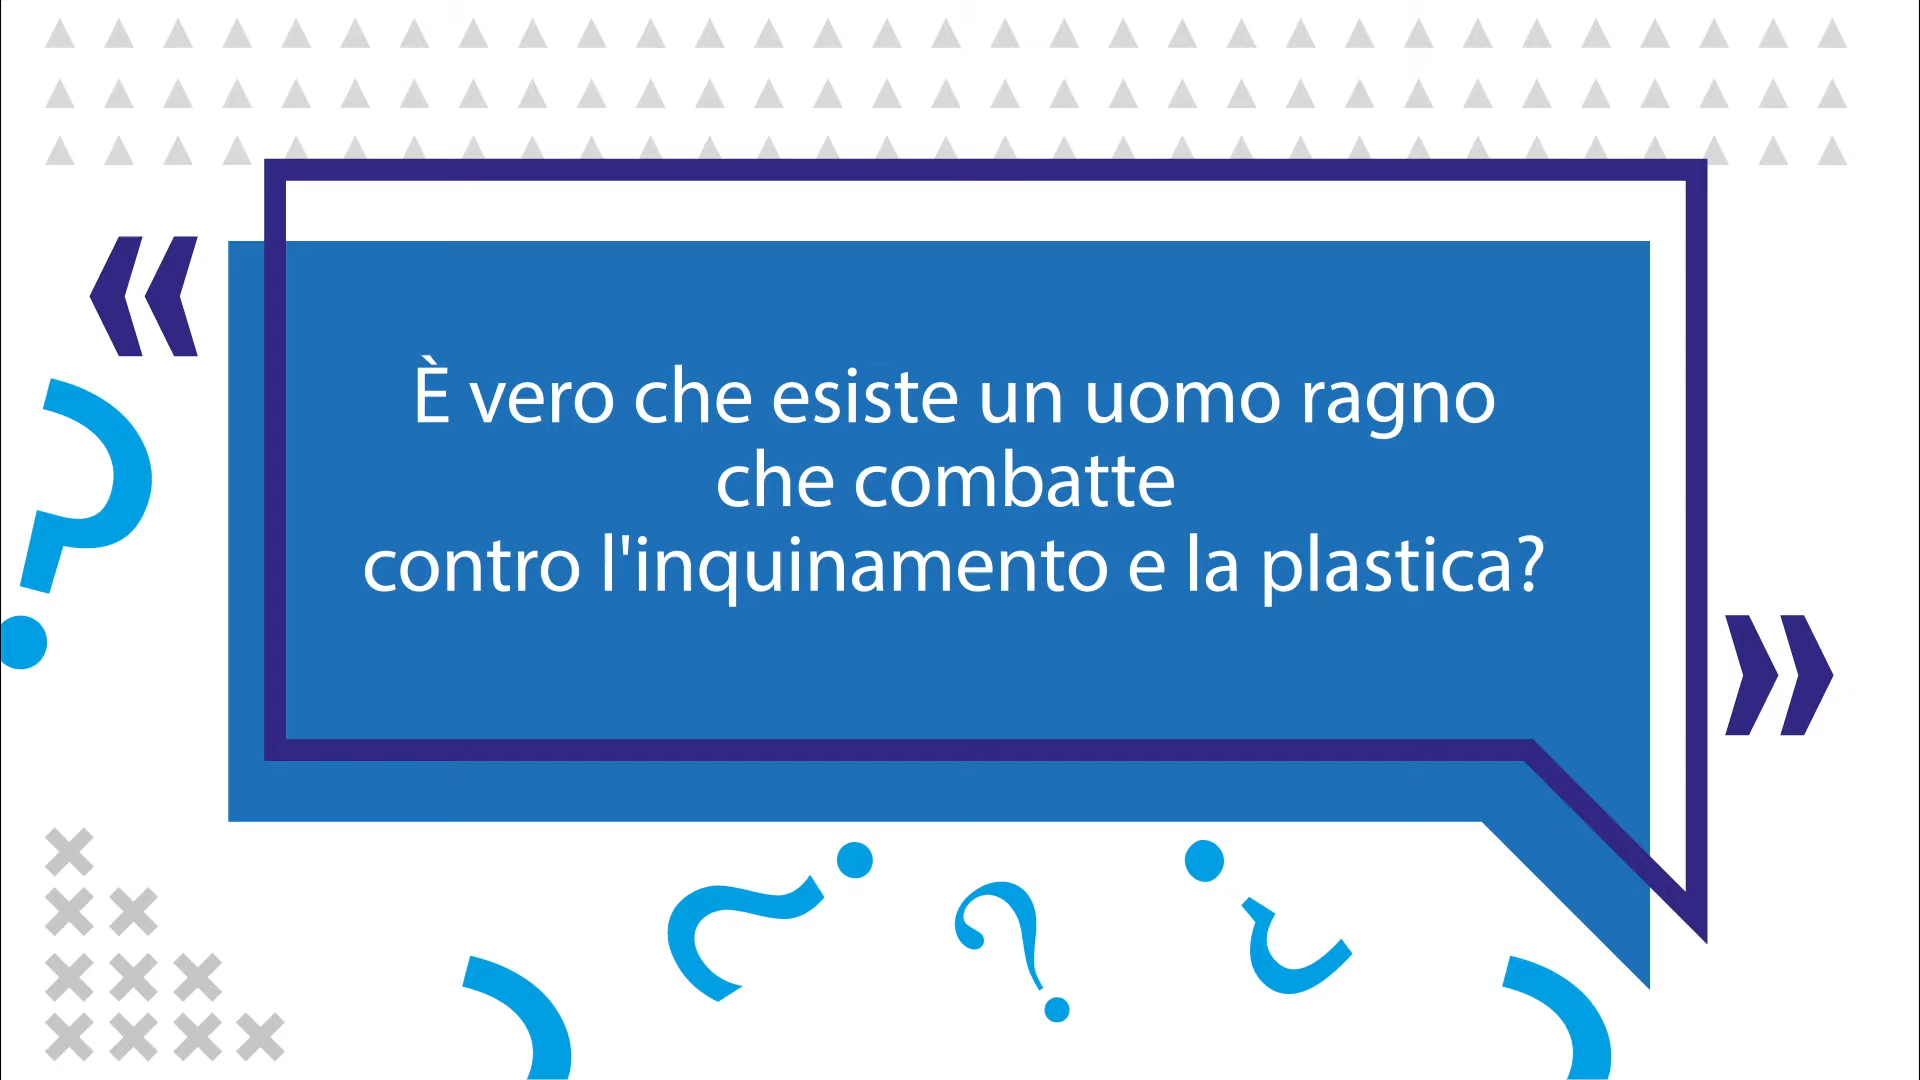 «
È vero che esiste un uomo ragno
che combatte
contro l'inquinamento e la plastica?
»